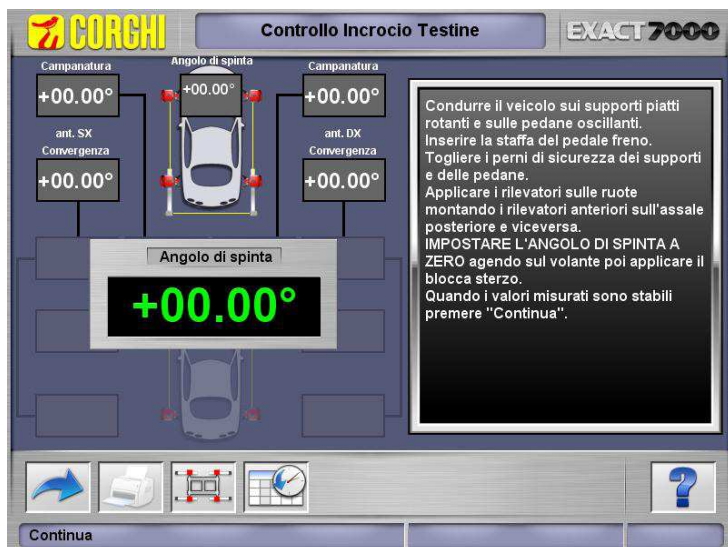 CORGHI
Controllo Incrocio Testine
EXACT7000
Campanatura
+00.00°
Angolo di spinta
+00.00°
Campanatura
+00.00°
ant. SX
Convergenza
+00.00°
ant. DX
Convergenza
+00.00°
Angolo di spinta
+00.00°
Condurre il veicolo sui supporti piatti
rotanti e sulle pedane oscillanti.
Inserire la staffa del pedale freno.
Togliere i perni di sicurezza dei supporti
e delle pedane.
Applicare i rilevatori sulle ruote
montando i rilevatori anteriori sull'assale
posteriore e viceversa.
IMPOSTARE L'ANGOLO DI SPINTA A
ZERO agendo sul volante poi applicare il
blocca sterzo.
Quando i valori misurati sono stabili
premere "Continua".
?
Continua